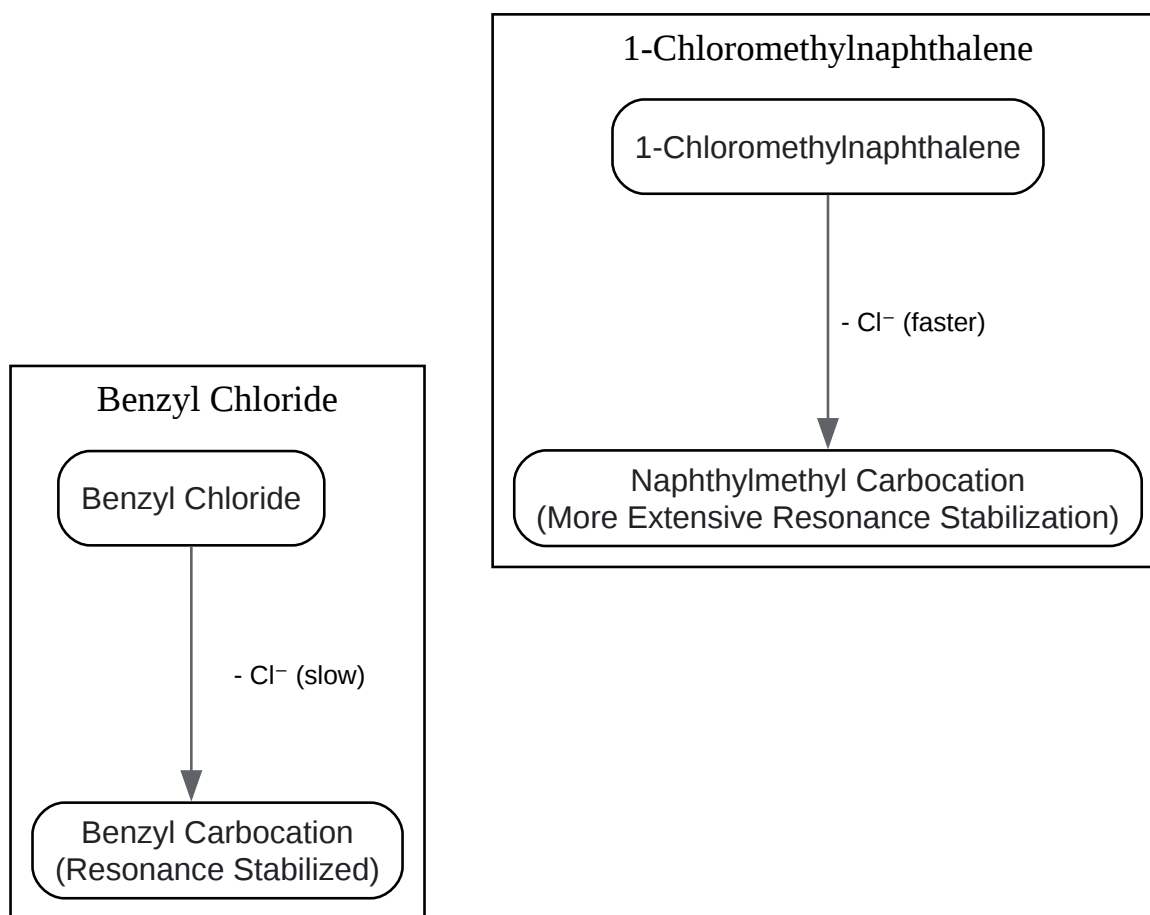 1-Chloromethylnaphthalene
1-Chloromethylnaphthalene
- Cl⁻ (faster)
Naphthylmethyl Carbocation
(More Extensive Resonance Stabilization)
Benzyl Chloride
Benzyl Chloride
- Cl⁻ (slow)
Benzyl Carbocation
(Resonance Stabilized)